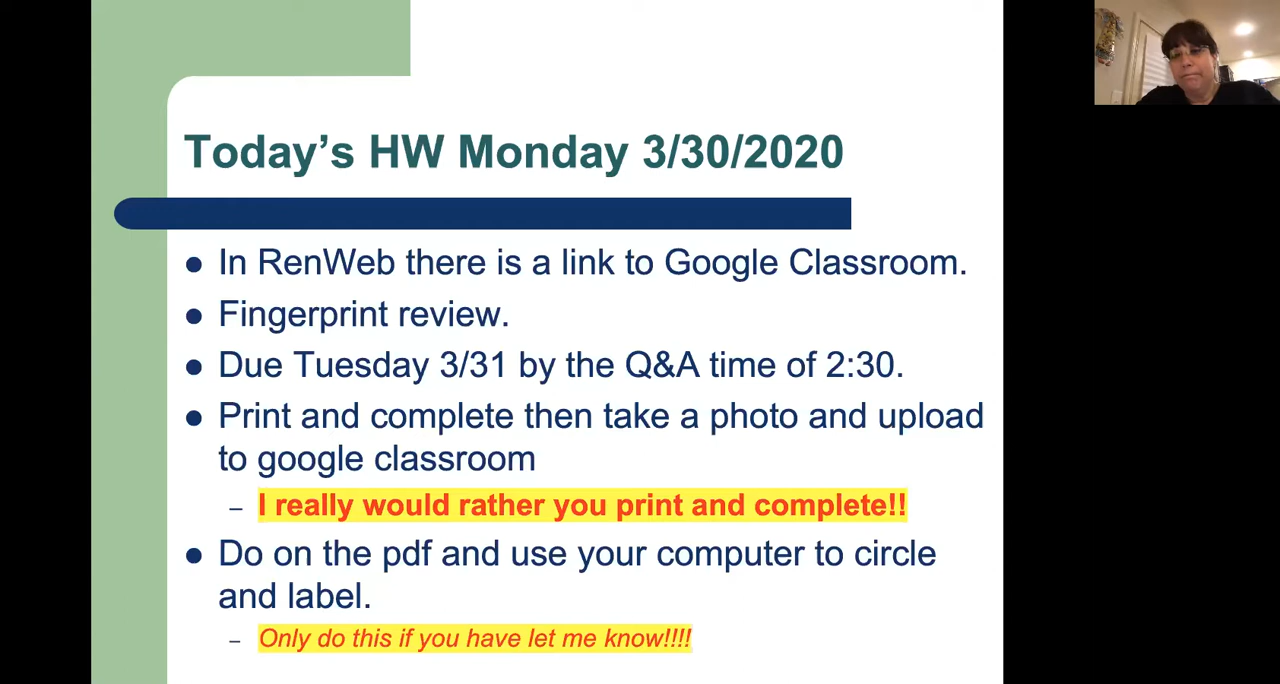 Today’s HW Monday 3/30/2020
● In RenWeb there is a link to Google Classroom.
● Fingerprint review.
● Due Tuesday 3/31 by the Q&A time of 2:30.
● Print and complete then take a photo and upload
to google classroom
– I really would rather you print and complete!!
● Do on the pdf and use your computer to circle
and label.
– Only do this if you have let me know!!!!